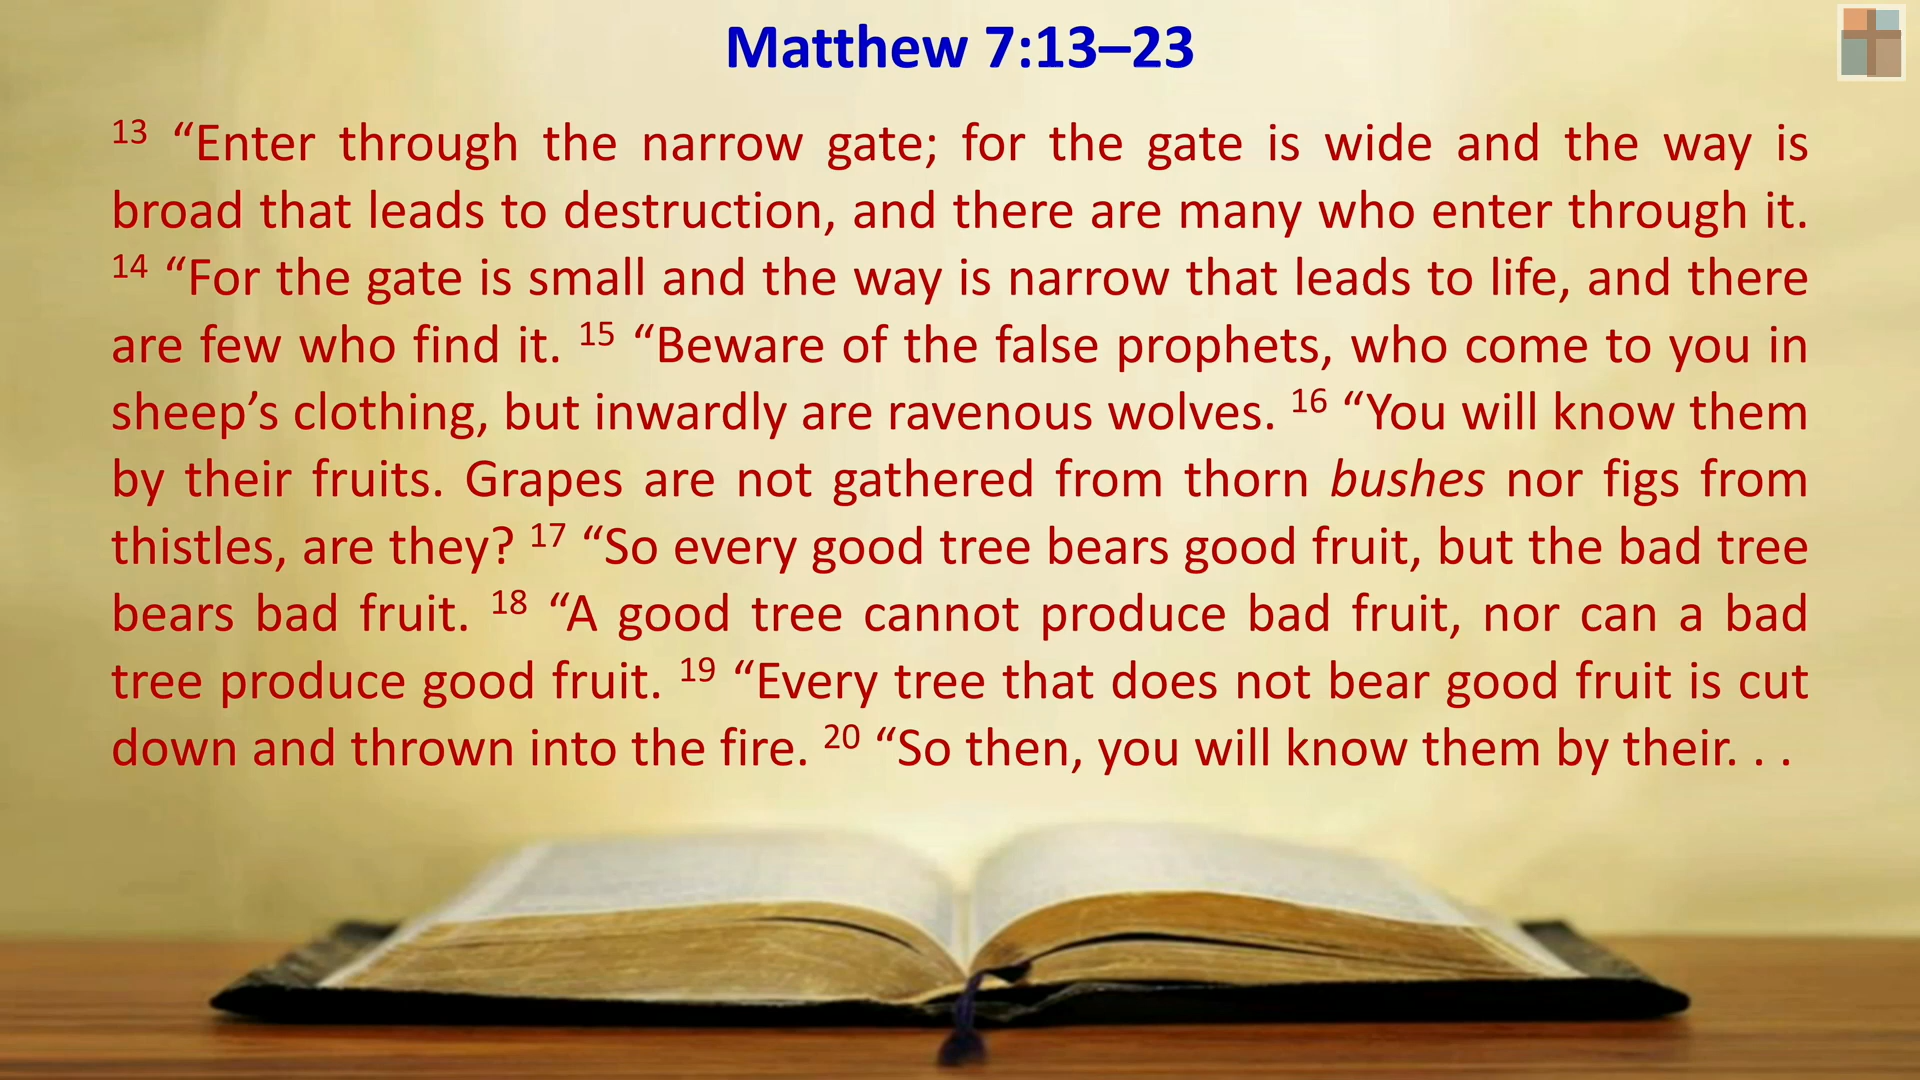 Matthew 7:13–23
13 “Enter through the narrow gate; for the gate is wide and the way is
broad that leads to destruction, and there are many who enter through it.
14 “For the gate is small and the way is narrow that leads to life, and there
are few who find it. 15 “Beware of the false prophets, who come to you in
sheep’s clothing, but inwardly are ravenous wolves. 16 “You will know them
by their fruits. Grapes are not gathered from thorn bushes nor figs from
thistles, are they? 17 “So every good tree bears good fruit, but the bad tree
bears bad fruit. 18 “A good tree cannot produce bad fruit, nor can a bad
tree produce good fruit. 19 “Every tree that does not bear good fruit is cut
down and thrown into the fire. 20 “So then, you will know them by their. . .